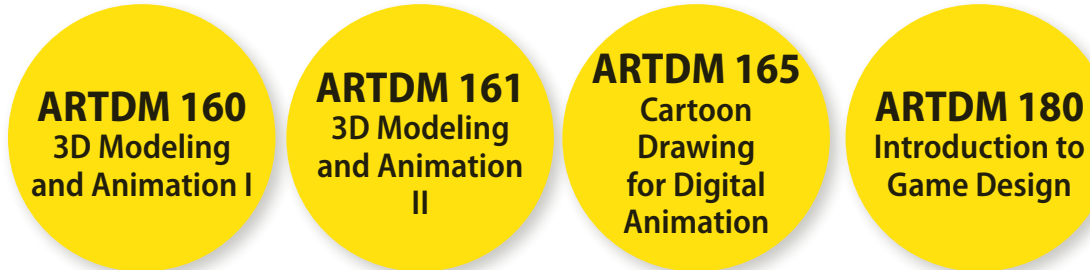 ARTDM 160
3D Modeling
and Animation I
ARTDM 161
3D Modeling
and Animation
II
ARTDM 165
Cartoon
Drawing
for Digital
Animation
ARTDM 180
Introduction to
Game Design